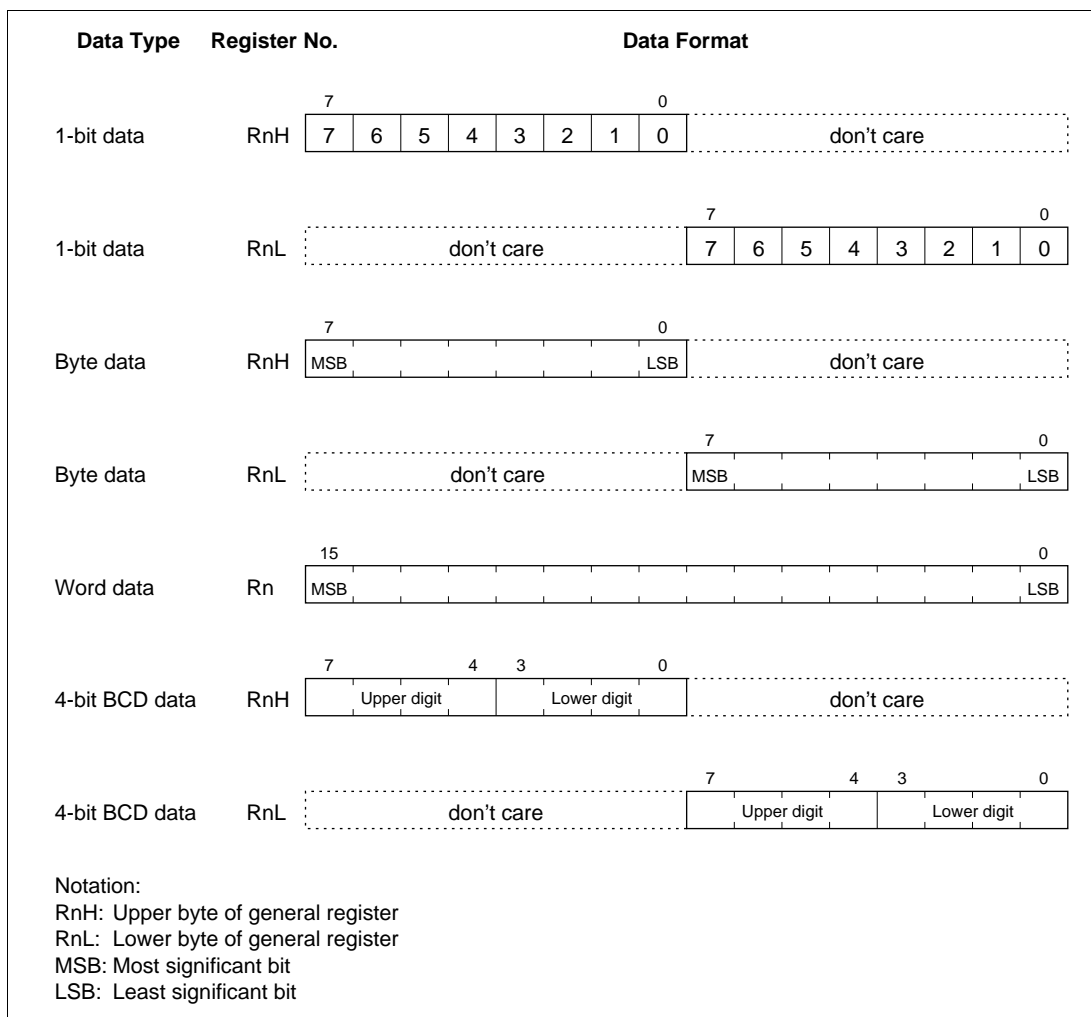 Data Type Register No. Data Format
7 0
1-bit data RnH 7 6 5 4 3 2 1 0 don't care
7 0
1-bit data RnL don't care 7 6 5 4 3 2 1 0
7 0
Byte data RnH MSB LSB don't care
7 0
Byte data RnL don't care MSB LSB
15 0
Word data Rn MSB LSB
7 4 3 0
4-bit BCD data RnH Upper digit Lower digit don't care
7 4 3 0
4-bit BCD data RnL don't care Upper digit Lower digit
Notation:
RnH: Upper byte of general register
RnL: Lower byte of general register
MSB: Most significant bit
LSB: Least significant bit